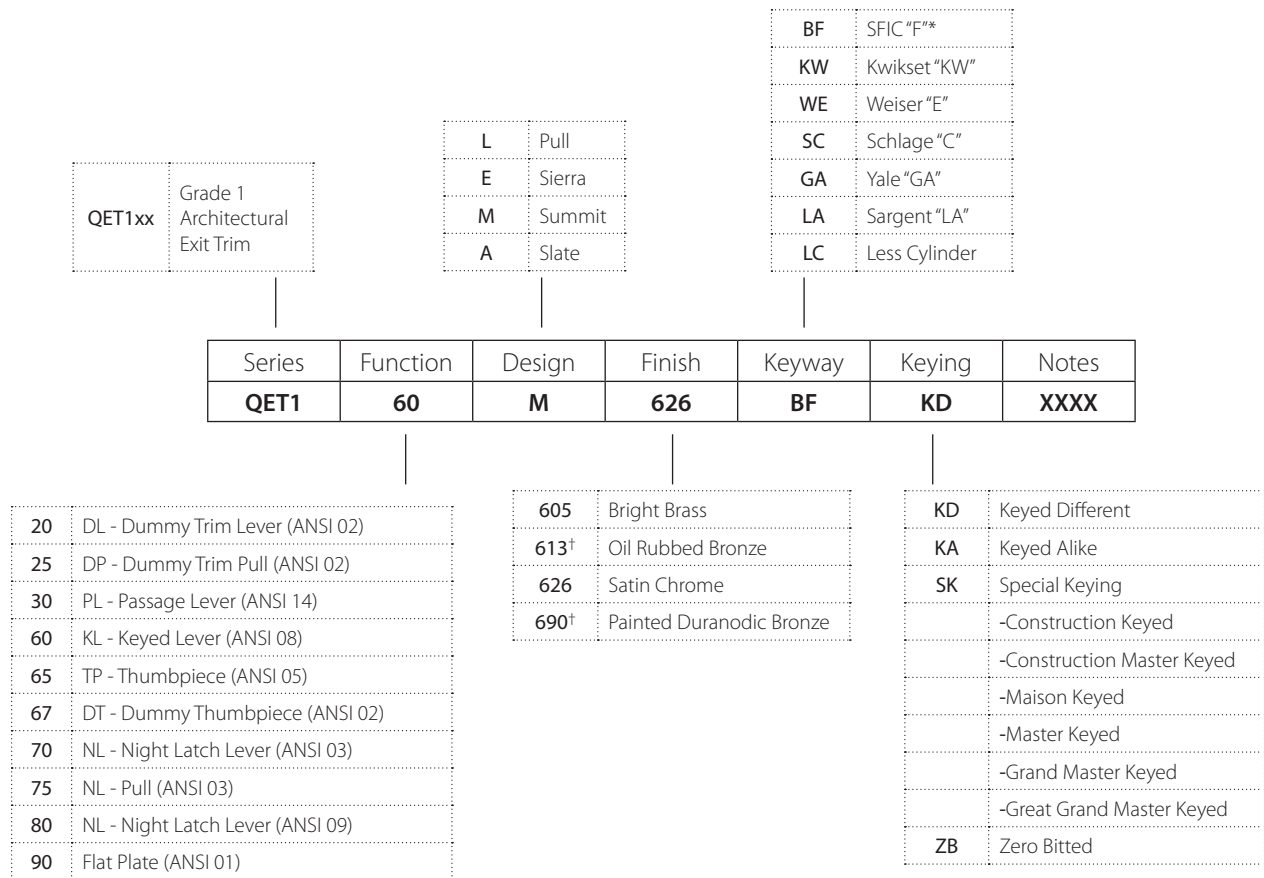 BF SFIC "F"*
KW Kwikset "KW"
WE Weiser "E"
SC Schlage "C"
GA Yale "GA"
LA Sargent "LA"
LC Less Cylinder
L Pull
E Sierra
M Summit
A Slate
QET1xx Grade 1
Architectural
Exit Trim
Series Function Design Finish Keyway Keying Notes
QET1 60 M 626 BF KD XXXX
20 DL - Dummy Trim Lever (ANSI 02)
25 DP - Dummy Trim Pull (ANSI 02)
30 PL - Passage Lever (ANSI 14)
60 KL - Keyed Lever (ANSI 08)
65 TP - Thumbpiece (ANSI 05)
67 DT - Dummy Thumbpiece (ANSI 02)
70 NL - Night Latch Lever (ANSI 03)
75 NL - Pull (ANSI 03)
80 NL - Night Latch Lever (ANSI 09)
90 Flat Plate (ANSI 01)
605 Bright Brass
613† Oil Rubbed Bronze
626 Satin Chrome
690† Painted Duranodic Bronze
KD Keyed Different
KA Keyed Alike
SK Special Keying
-Construction Keyed
-Construction Master Keyed
-Maison Keyed
-Master Keyed
-Grand Master Keyed
-Great Grand Master Keyed
ZB Zero Bitted